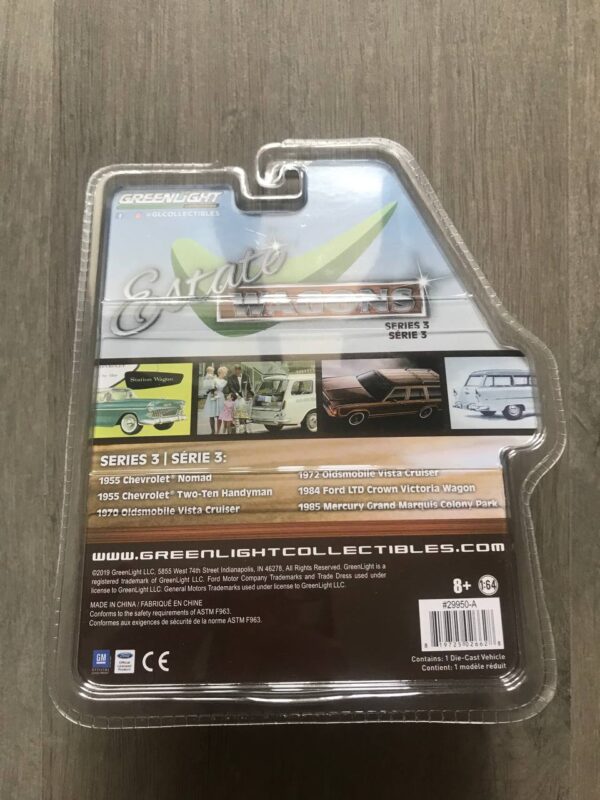 GREENLIGHT
@GLCOLLECTIBLES
Estate
WAGONS
SERIES 3
SÉRIE 3
Station Wagon
SERIES 3 | SÉRIE 3:
1955 Chevrolet® Nomad
1955 Chevrolet® Two-Ten Handyman
1970 Oldsmobile Vista Cruiser
1972 Oldsmobile Vista Cruiser
1984 Ford LTD Crown Victoria Wagon
1985 Mercury Grand Marquis Colony Park
WWW.GREENLIGHTCOLLECTIBLES.COM
©2019 GreenLight LLC, 5855 West 74th Street Indianapolis, IN 46278, All Rights Reserved. GreenLight is a
registered trademark of GreenLight LLC. Ford Motor Company Trademarks and Trade Dress used under
license to GreenLight LLC. General Motors Trademarks used under license to GreenLight LLC.
MADE IN CHINA / FABRIQUÉ EN CHINE
Conforms to the safety requirements of ASTM F963.
Conformes aux exigences de sécurité de la norme ASTM F963.
8+
1:64
#29950-A
GM
Ford
Official
Licensed
Product
CE
Contains: 1 Die-Cast Vehicle
Contient: 1 modèle réduit